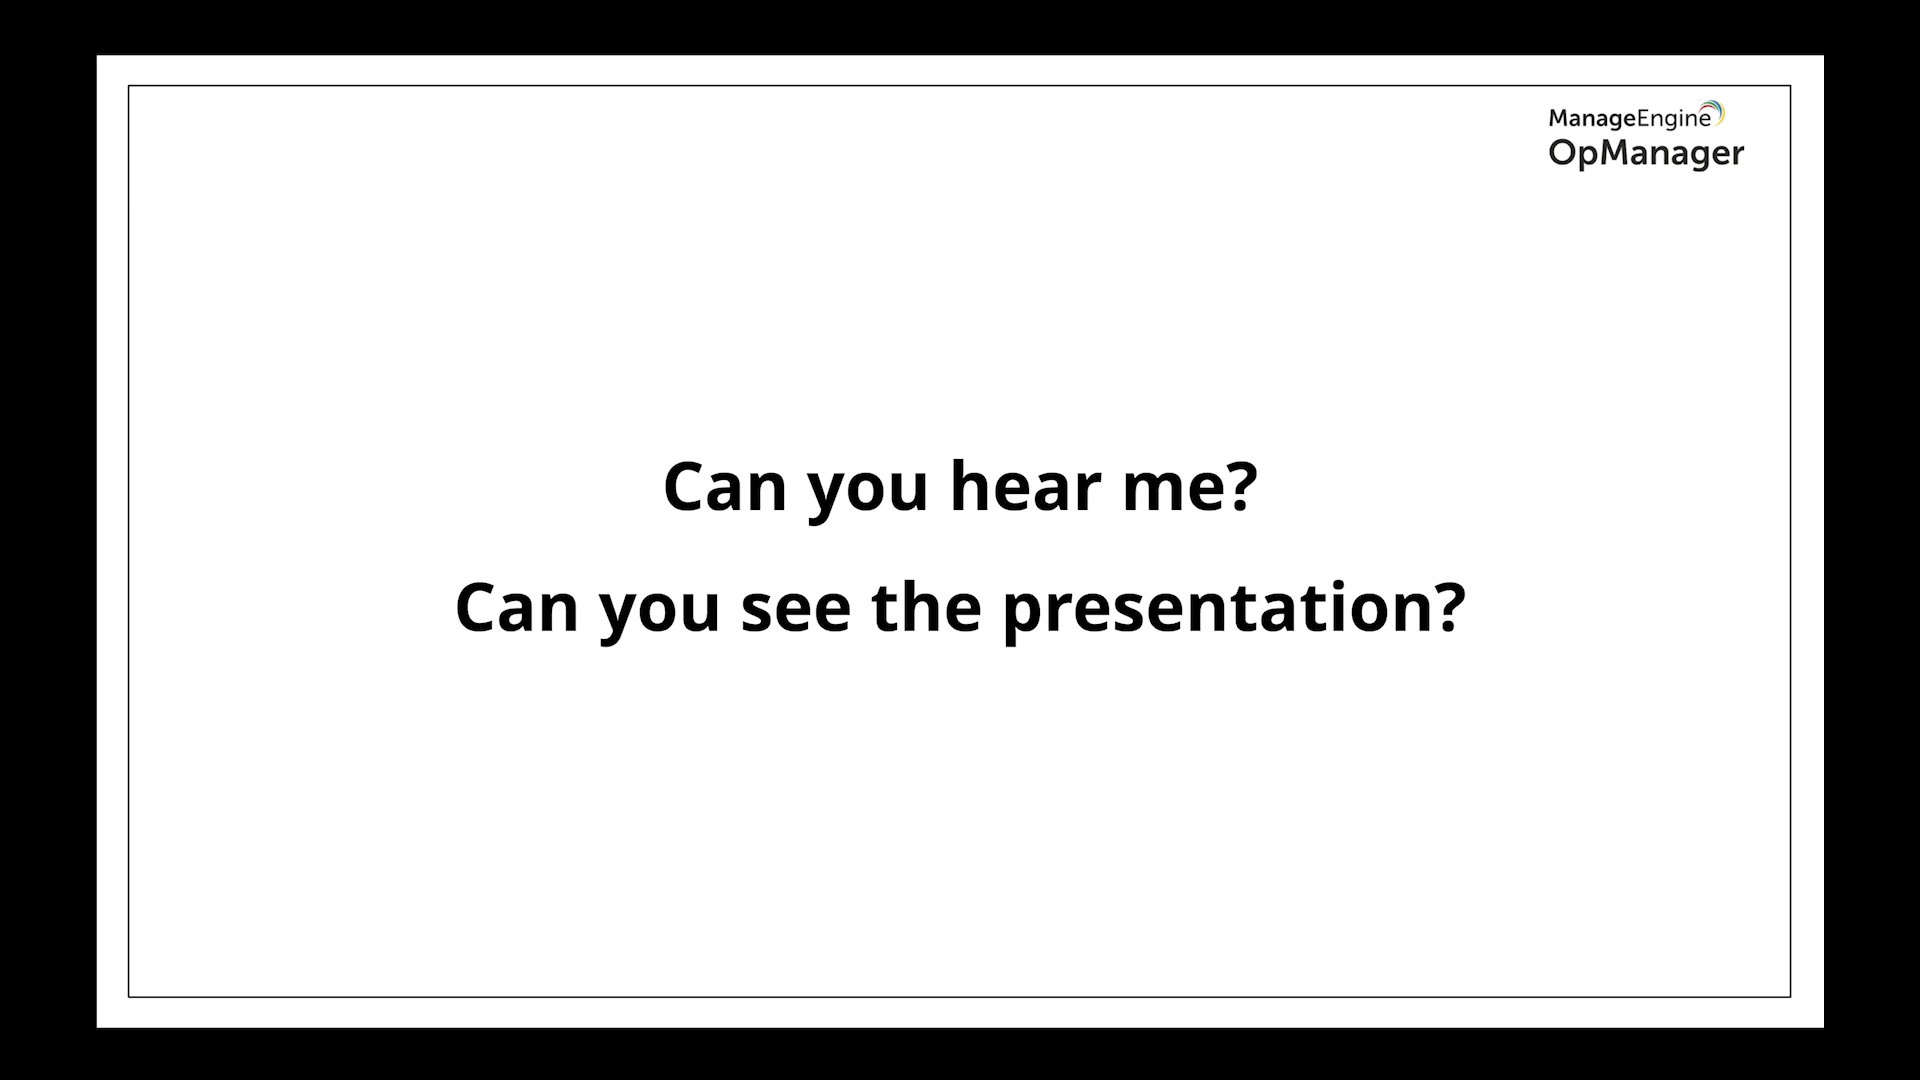 ManageEngine
OpManager
Can you hear me?
Can you see the presentation?